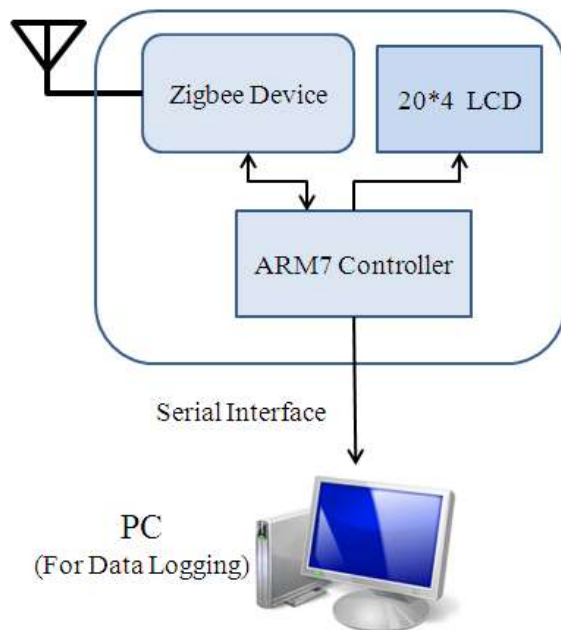 Zigbee Device
20*4 LCD
ARM7 Controller
Serial Interface
PC
(For Data Logging)